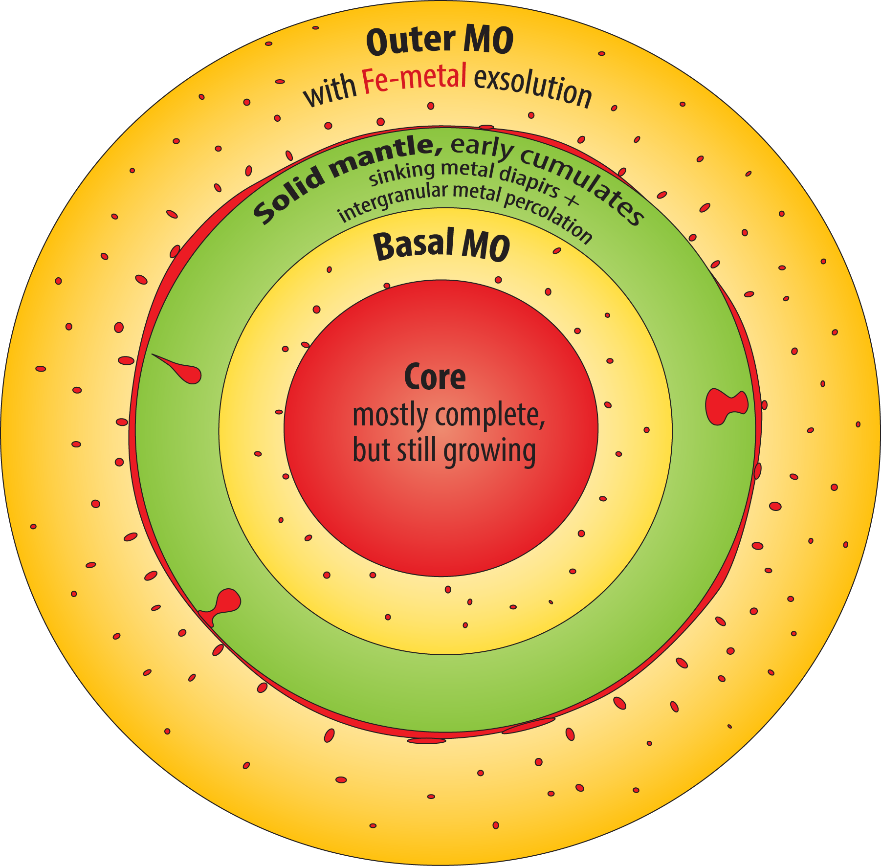 Outer MO
with Fe-metal exsolution
Solid mantle, early cumulates
sinking metal diapirs +
intergranular metal percolation
Basal MO
Core
mostly complete,
but still growing